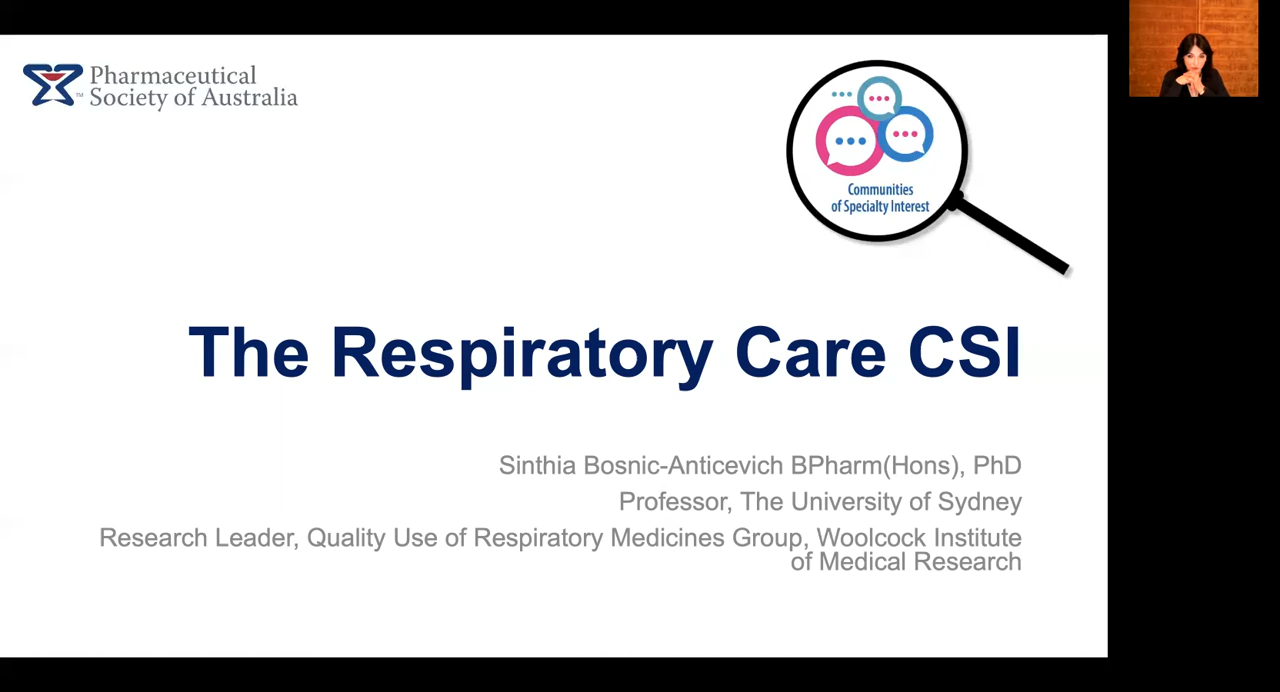 Pharmaceutical
Society of Australia
TM
Communities
of Specialty Interest
The Respiratory Care CSI
Sinthia Bosnic-Anticevich BPharm(Hons), PhD
Professor, The University of Sydney
Research Leader, Quality Use of Respiratory Medicines Group, Woolcock Institute
of Medical Research